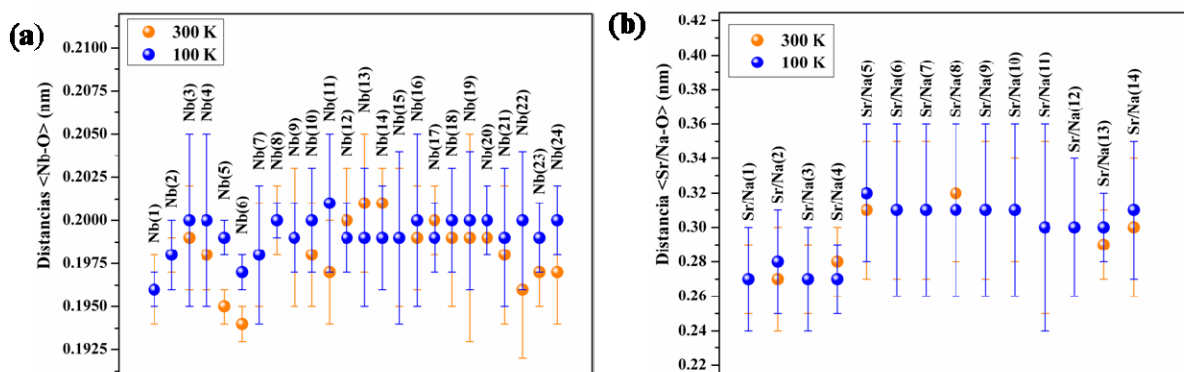 (a)
Distancias <Nb-O> (nm)
0.2100
0.2075
0.2050
0.2025
0.2000
0.1975
0.1950
0.1925
300 K
100 K
Nb(1)
Nb(2)
Nb(3)
Nb(4)
Nb(5)
Nb(6)
Nb(7)
Nb(8)
Nb(9)
Nb(10)
Nb(11)
Nb(12)
Nb(13)
Nb(14)
Nb(15)
Nb(16)
Nb(17)
Nb(18)
Nb(19)
Nb(20)
Nb(21)
Nb(22)
Nb(23)
Nb(24)
(b)
Distancia <Sr/Na-O> (nm)
0.42
0.40
0.38
0.36
0.34
0.32
0.30
0.28
0.26
0.24
0.22
300 K
100 K
Sr/Na(1)
Sr/Na(2)
Sr/Na(3)
Sr/Na(4)
Sr/Na(5)
Sr/Na(6)
Sr/Na(7)
Sr/Na(8)
Sr/Na(9)
Sr/Na(10)
Sr/Na(11)
Sr/Na(12)
Sr/Na(13)
Sr/Na(14)